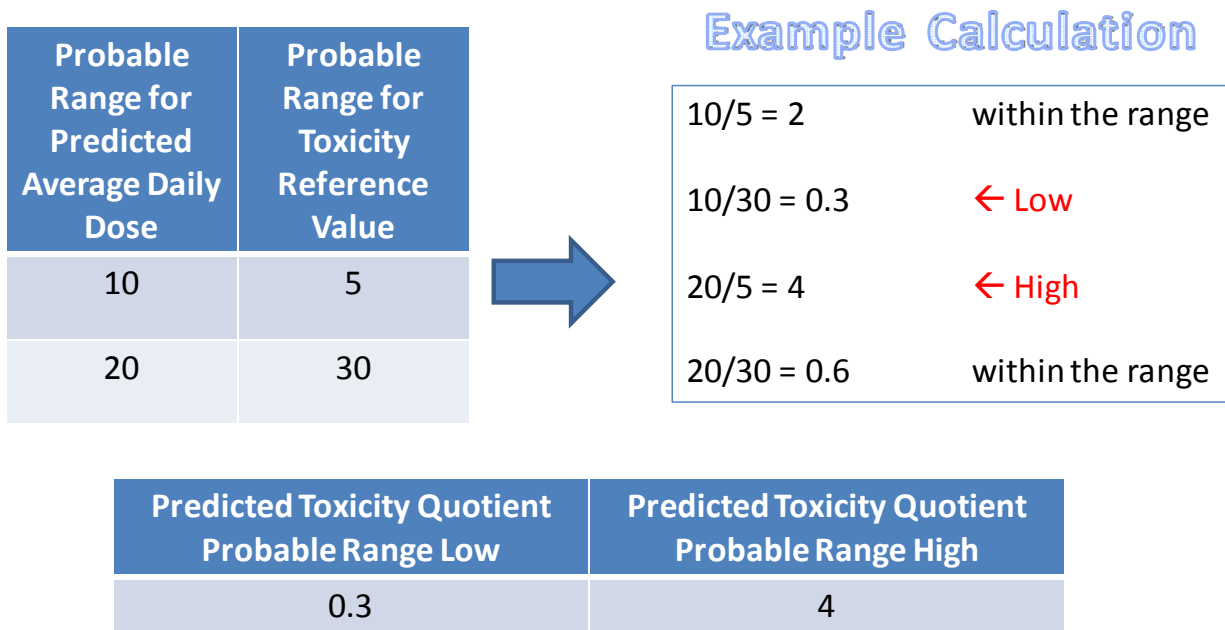 Example Calculation
Probable
Range for
Predicted
Average Daily
Dose
Probable
Range for
Toxicity
Reference
Value
10 5
20 30
10/5 = 2 within the range
10/30 = 0.3 ← Low
20/5 = 4 ← High
20/30 = 0.6 within the range
Predicted Toxicity Quotient
Probable Range Low
Predicted Toxicity Quotient
Probable Range High
0.3 4